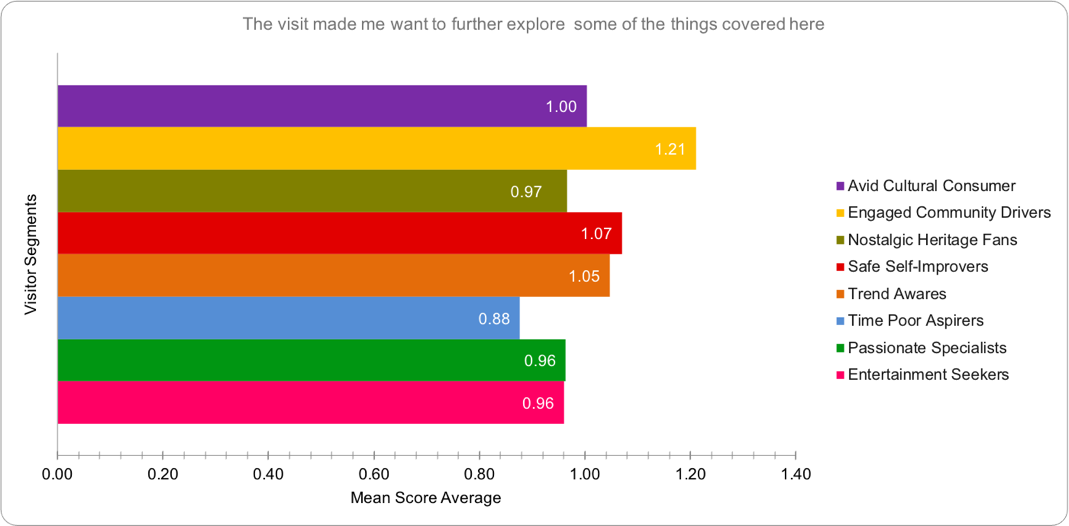 The visit made me want to further explore  some of the things covered here
Visitor Segments
1.00
1.21
0.97
1.07
1.05
0.88
0.96
0.96
Avid Cultural Consumer
Engaged Community Drivers
Nostalgic Heritage Fans
Safe Self-Improvers
Trend Awares
Time Poor Aspirers
Passionate Specialists
Entertainment Seekers
0.00 0.20 0.40 0.60 0.80 1.00 1.20 1.40
Mean Score Average